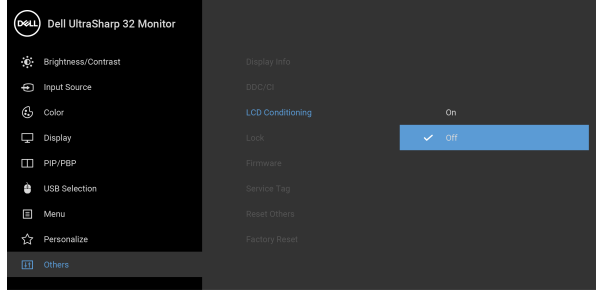 DELL Dell UltraSharp 32 Monitor
Brightness/Contrast
Display Info
Input Source
DDC/CI
Color
LCD Conditioning
On
Display
Lock
Off
PIP/PBP
Firmware
USB Selection
Service Tag
Menu
Reset Others
Personalize
Factory Reset
Others